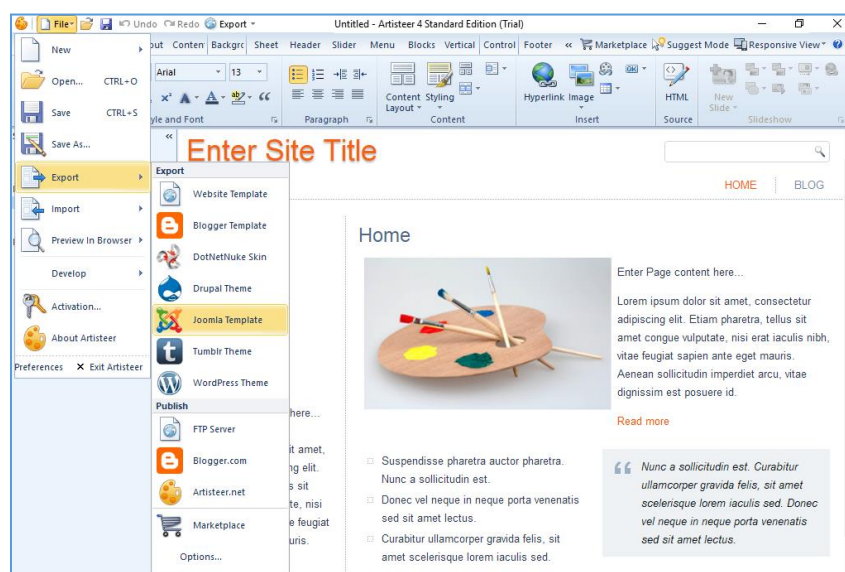 File Undo Redo Export Untitled - Artisteer 4 Standard Edition (Trial)
out Conten Backgrc Sheet Header Slider Menu Blocks Vertical Control Footer « Marketplace Suggest Mode Responsive View
New
Open... CTRL+O
Save CTRL+S
Save As...
Export
Import
Preview In Browser
Develop
Activation...
About Artisteer
Preferences Exit Artisteer
Arial 13
Content Layout Styling
Hyperlink Image
HTML
New Slide
yle and Font Paragraph Content Insert Source Slideshow
Export
Website Template
Blogger Template
DotNetNuke Skin
Drupal Theme
Joomla Template
Tumblr Theme
WordPress Theme
Publish
FTP Server
Blogger.com
Artisteer.net
Marketplace
Options...
Enter Site Title
HOME BLOG
here...
it amet,
ng elit.
s sit
te, nisi
e feugiat
uris.
Home
Enter Page content here...
Lorem ipsum dolor sit amet, consectetur
adipiscing elit. Etiam pharetra, tellus sit
amet congue vulputate, nisi erat iaculis nibh,
vitae feugiat sapien ante eget mauris.
Aenean sollicitudin imperdiet arcu, vitae
dignissim est posuere id.
Read more
Suspendisse pharetra auctor pharetra.
Nunc a sollicitudin est.
Donec vel neque in neque porta venenatis
sed sit amet lectus.
Curabitur ullamcorper gravida felis, sit
amet scelerisque lorem iaculis sed.
Nunc a sollicitudin est. Curabitur
ullamcorper gravida felis, sit amet
scelerisque lorem iaculis sed. Donec
vel neque in neque porta venenatis
sed sit amet lectus.